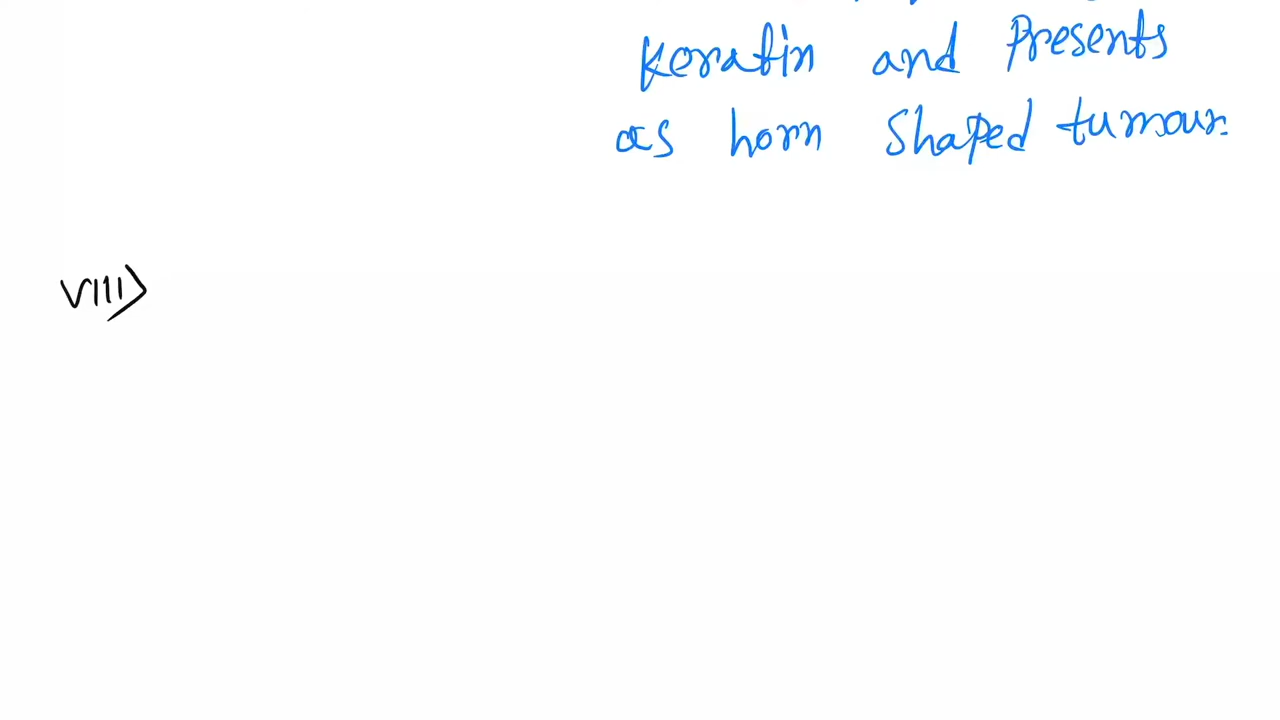 Keratin and Presents
as horn Shaped tumour.
VIII>